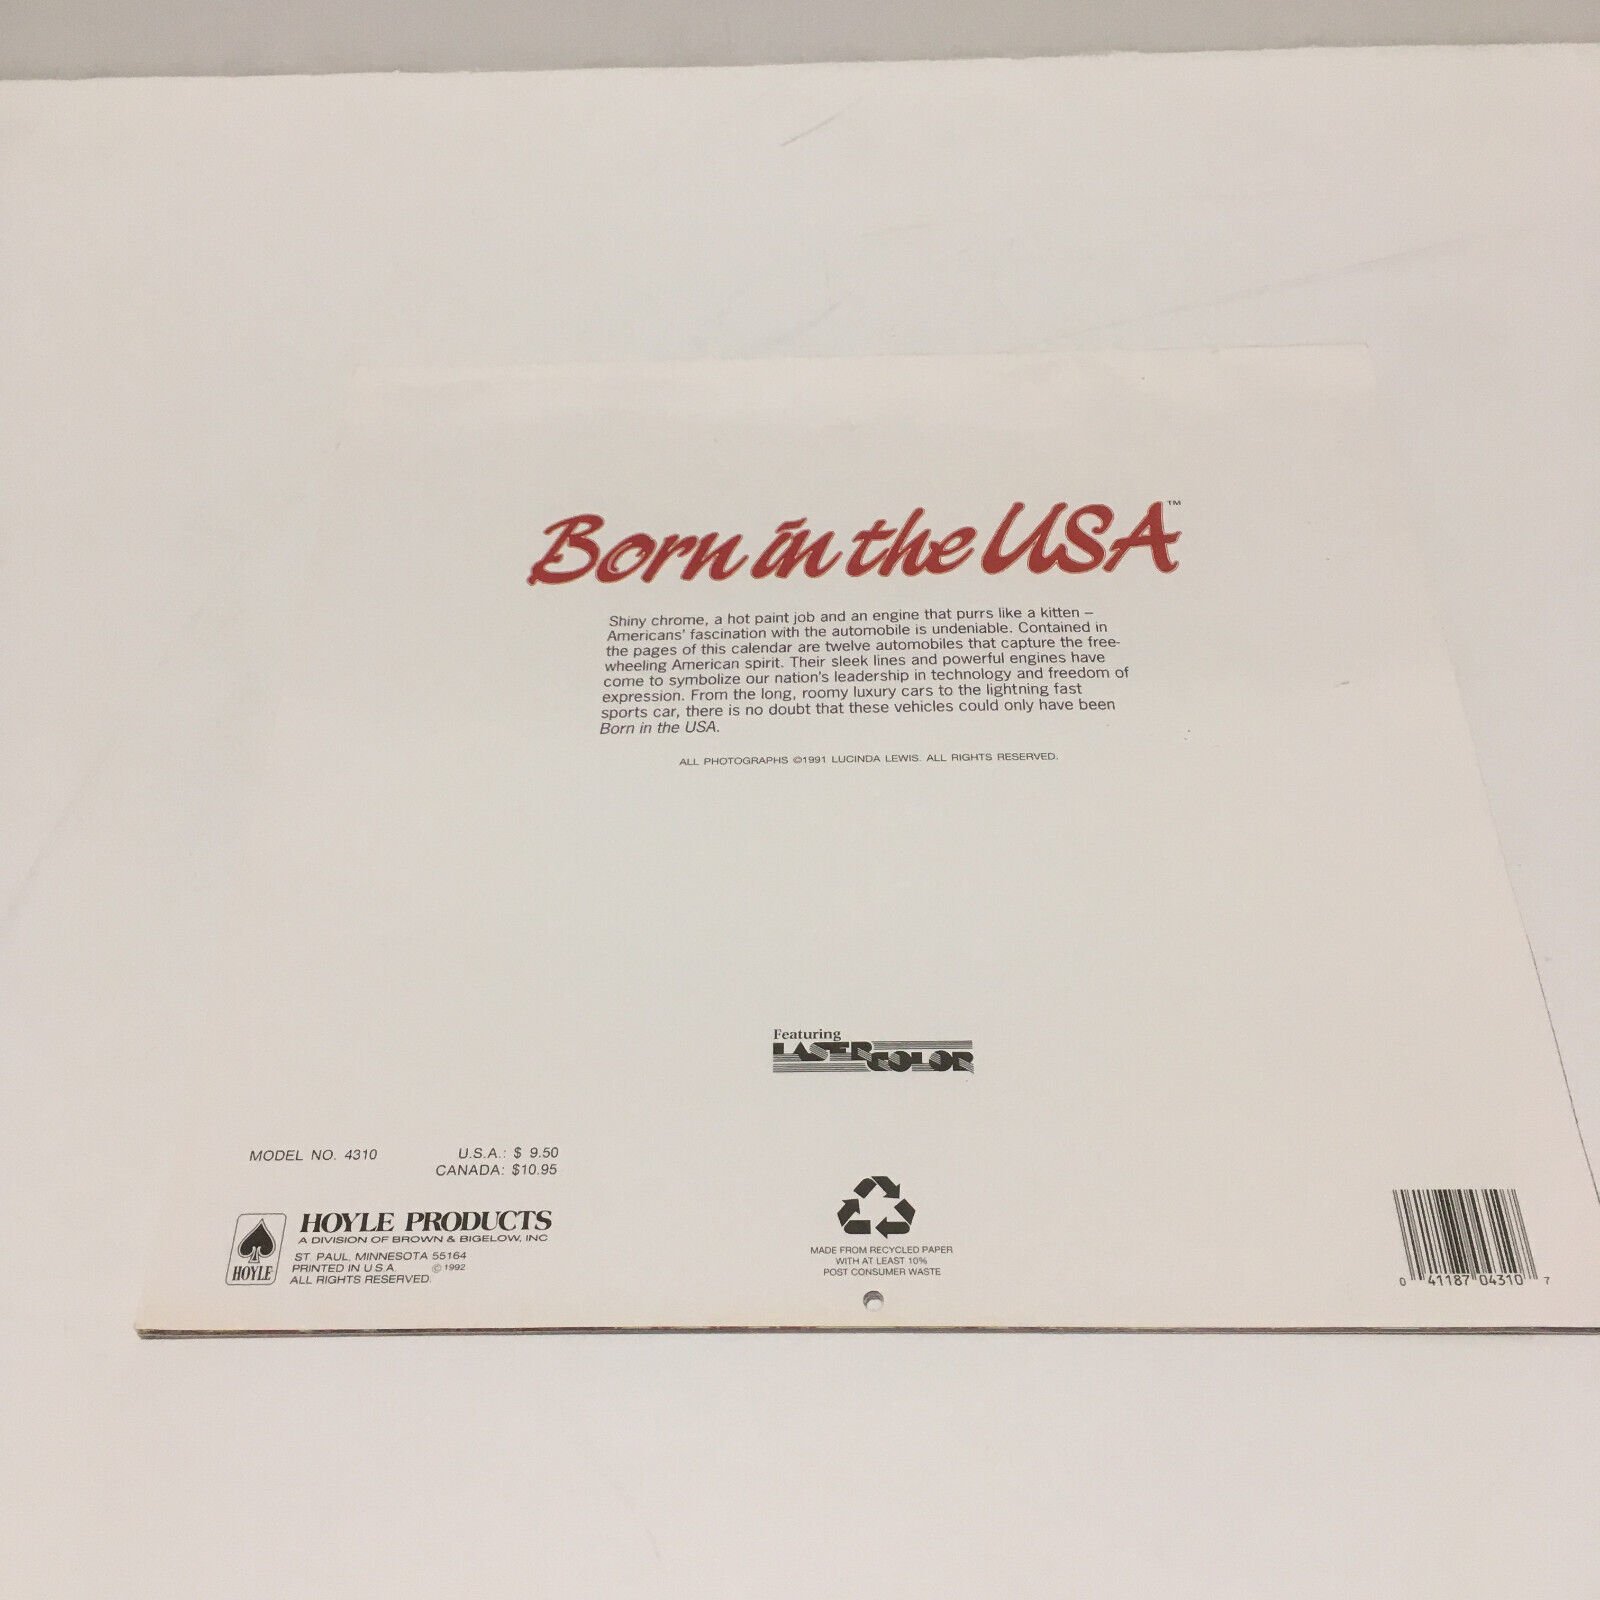 Born in the USA™
Shiny chrome, a hot paint job and an engine that purrs like a kitten –
Americans' fascination with the automobile is undeniable. Contained in
the pages of this calendar are twelve automobiles that capture the free-
wheeling American spirit. Their sleek lines and powerful engines have
come to symbolize our nation's leadership in technology and freedom of
expression. From the long, roomy luxury cars to the lightning fast
sports car, there is no doubt that these vehicles could only have been
Born in the USA.
ALL PHOTOGRAPHS ©1991 LUCINDA LEWIS. ALL RIGHTS RESERVED.
Featuring
LASER COLOR
MODEL NO. 4310 U.S.A.: $ 9.50
CANADA: $10.95
HOYLE
HOYLE PRODUCTS
A DIVISION OF BROWN & BIGELOW, INC
ST. PAUL, MINNESOTA 55164
PRINTED IN U.S.A. © 1992
ALL RIGHTS RESERVED.
MADE FROM RECYCLED PAPER
WITH AT LEAST 10%
POST CONSUMER WASTE
0 41187 04310 7